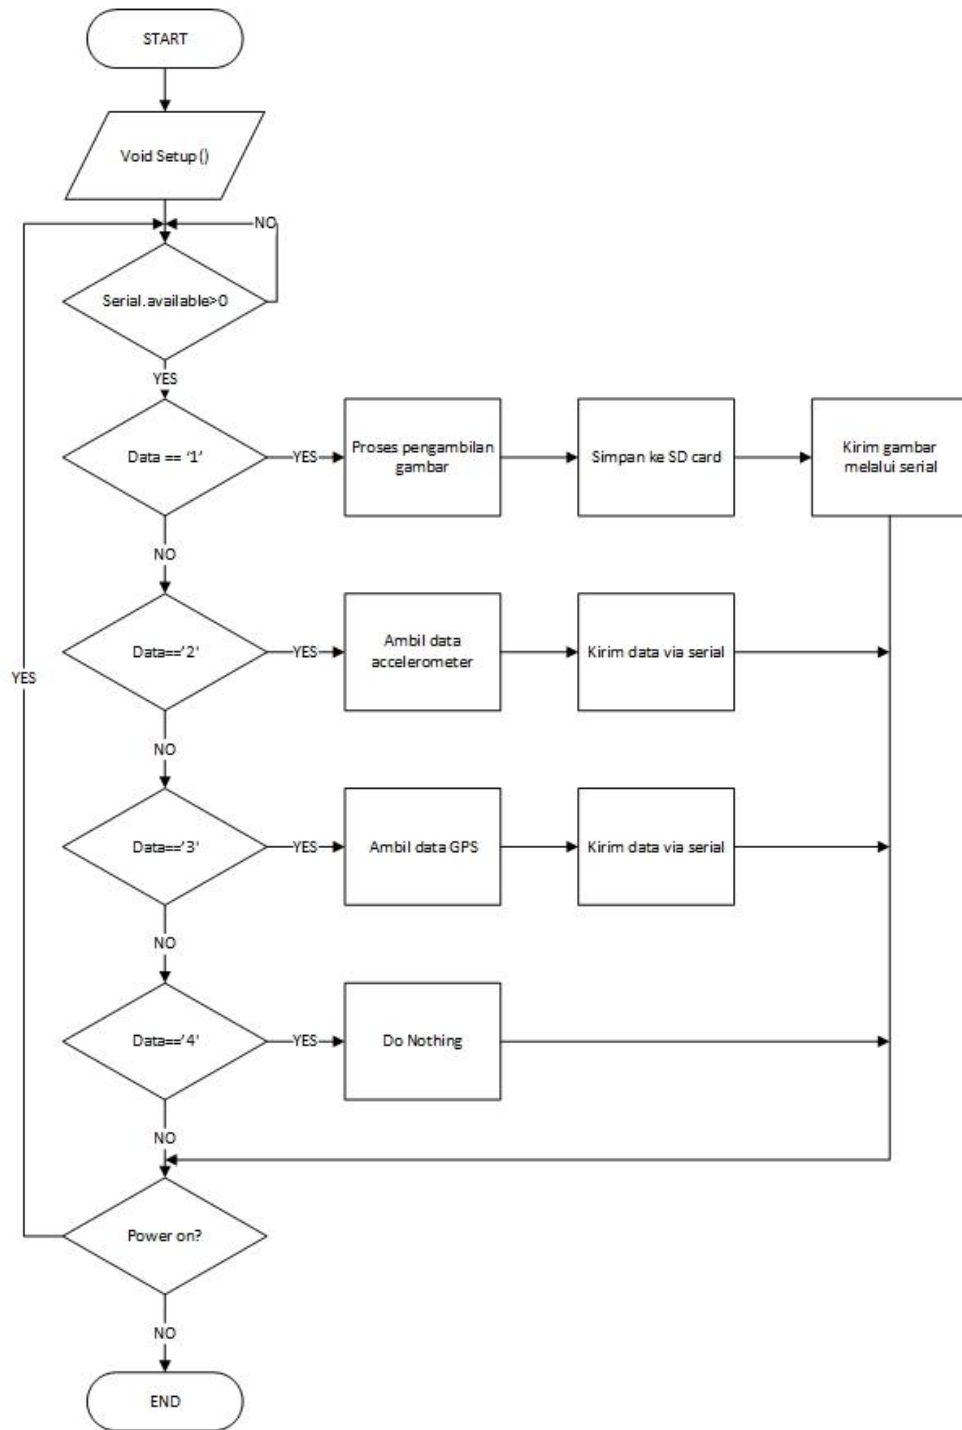 START
Void Setup()
NO
Serial.available>0
YES
Data == ‘1’
YES
Proses pengambilan
gambar
Simpan ke SD card
Kirim gambar
melalui serial
NO
Data==’2’
YES
Ambil data
accelerometer
Kirim data via serial
YES
NO
Data==’3’
YES
Ambil data GPS
Kirim data via serial
NO
Data==’4’
YES
Do Nothing
NO
Power on?
NO
END